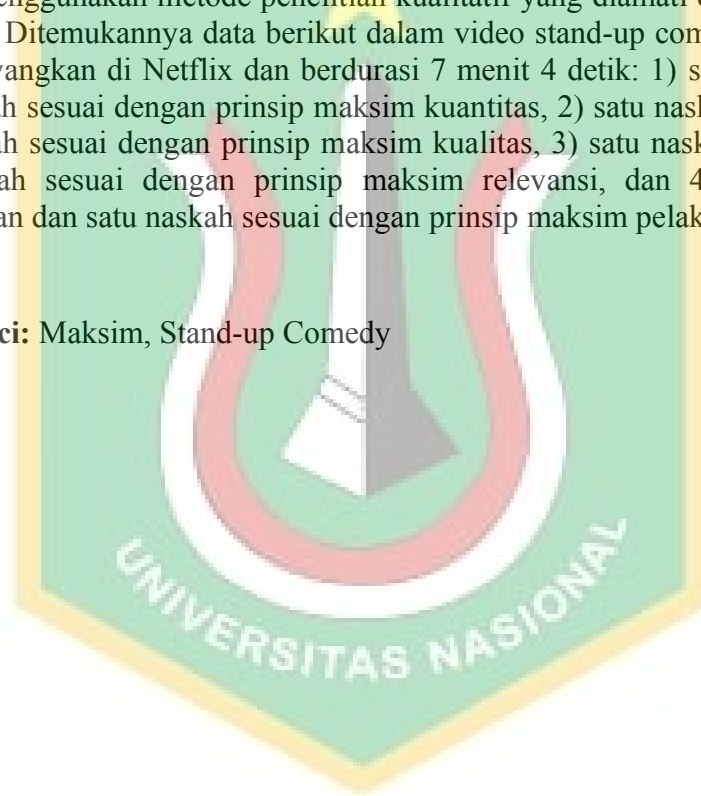 menggunakan metode penelitian kualitatif yang diamati
Ditemukannya data berikut dalam video stand-up com
yangkan di Netflix dan berdurasi 7 menit 4 detik: 1) s
ah sesuai dengan prinsip maksim kuantitas, 2) satu nask
ah sesuai dengan prinsip maksim kualitas, 3) satu nask
ah sesuai dengan prinsip maksim relevansi, dan 4
an dan satu naskah sesuai dengan prinsip maksim pelak
ci: Maksim, Stand-up Comedy
UNIVERSITAS NASIONAL